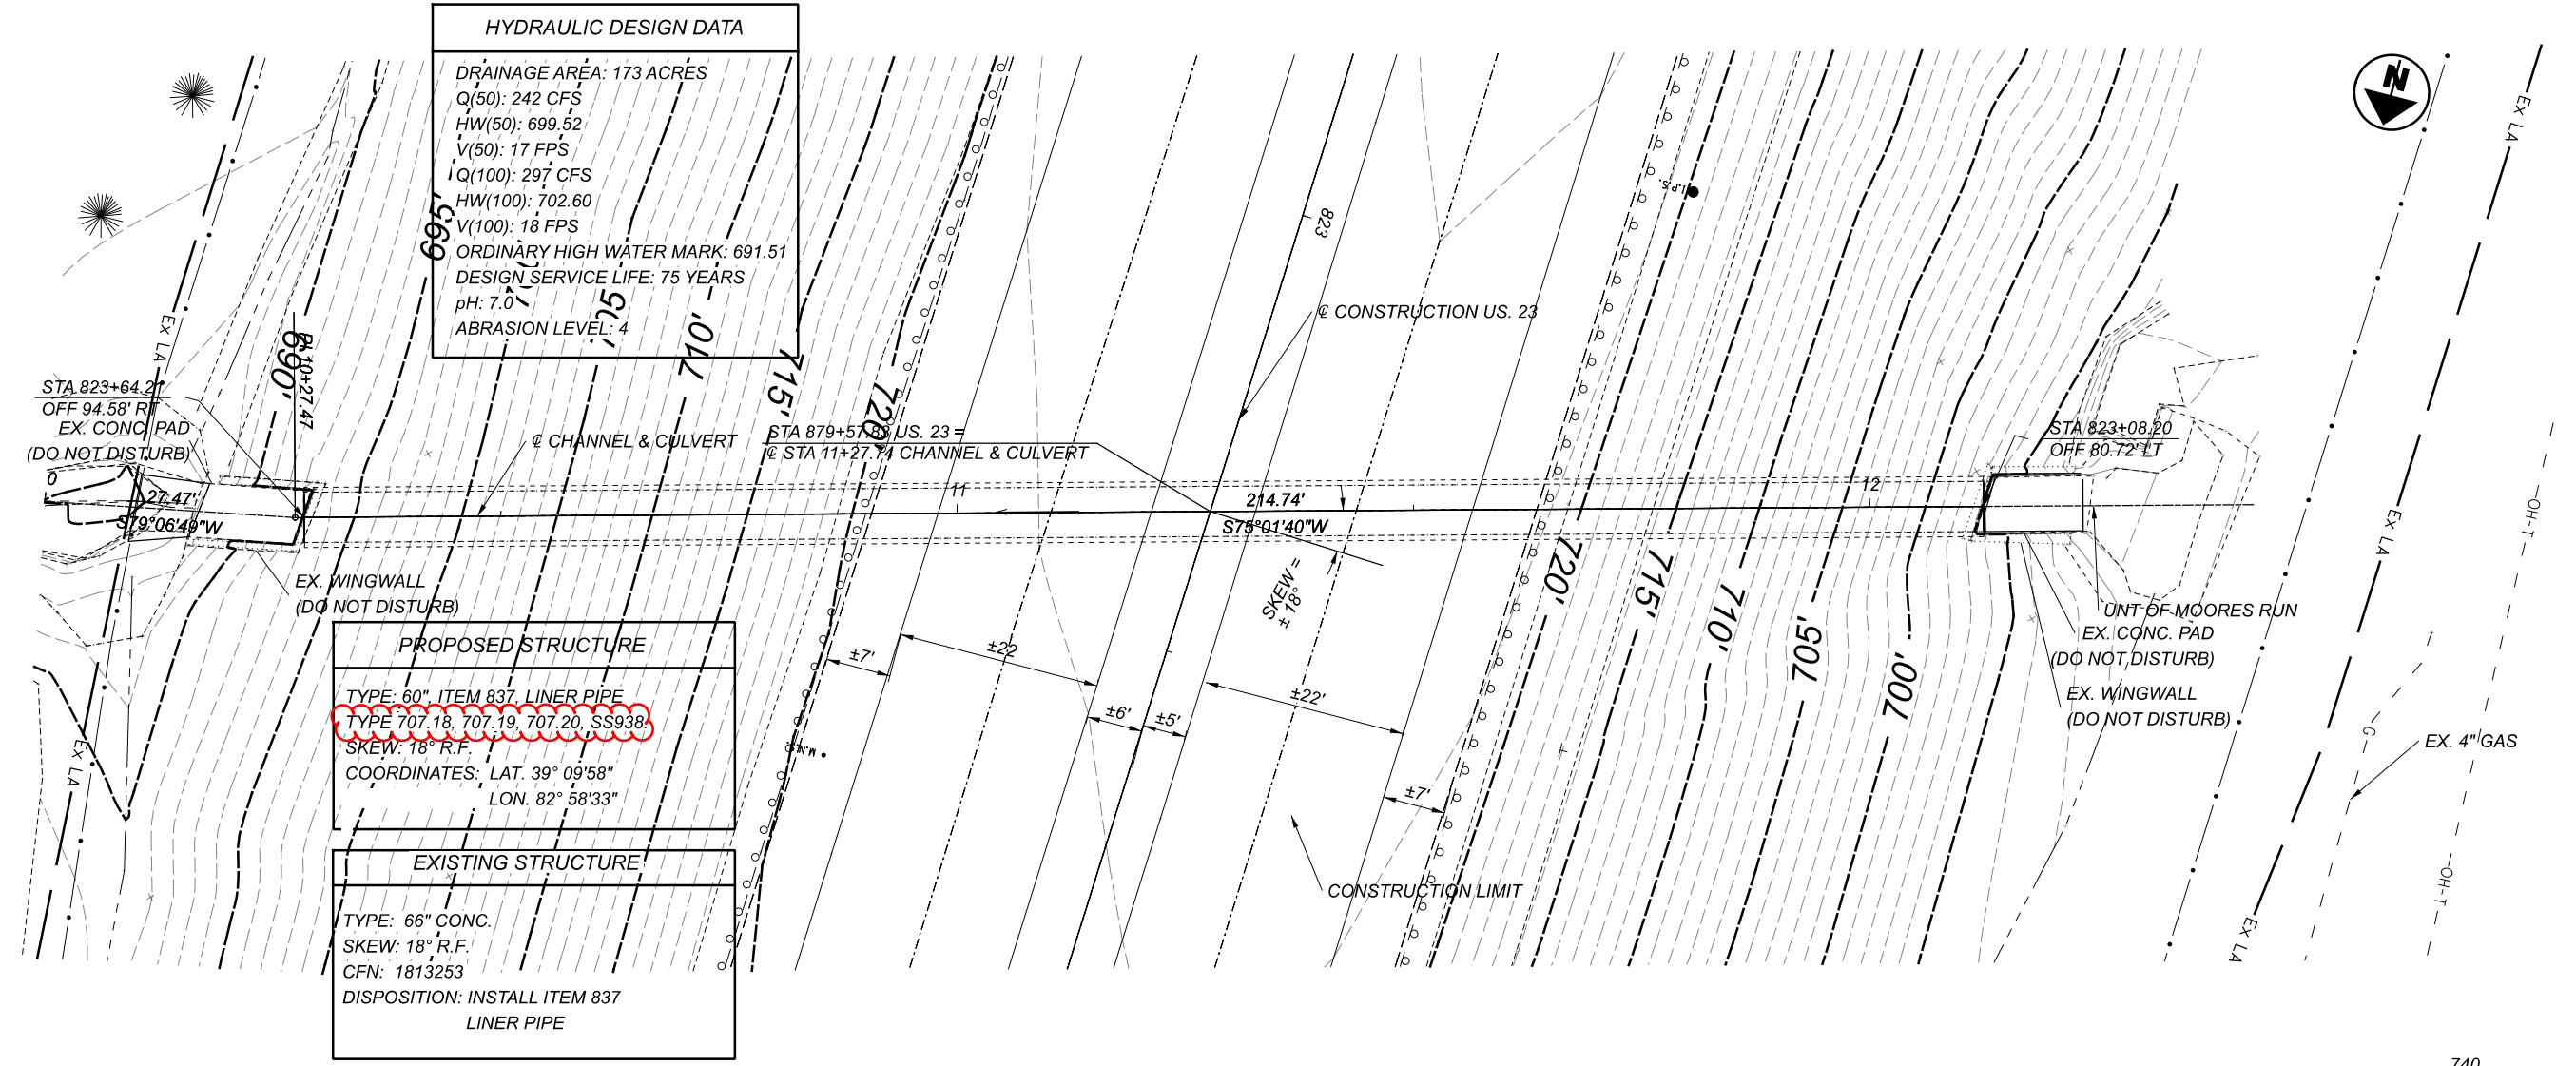 HYDRAULIC DESIGN DATA
DRAINAGE AREA: 173 ACRES
Q(50): 242 CFS
HW(50): 699.52
V(50): 17 FPS
Q(100): 297 CFS
HW(100): 702.60
V(100): 18 FPS
ORDINARY HIGH WATER MARK: 691.51
DESIGN SERVICE LIFE: 75 YEARS
pH: 7.0
ABRASION LEVEL: 4
N
EX LA
EX LA
690'
695'
705'
710'
715'
720'
PI 10+27.47
823
I.P.S.
℄ CONSTRUCTION US. 23
STA 823+64.21
OFF 94.58' RT
EX. CONC. PAD
(DO NOT DISTURB)
℄ CHANNEL & CULVERT
STA 879+57.83 US. 23 =
℄ STA 11+27.74 CHANNEL & CULVERT
STA 823+08.20
OFF 80.72' LT
0
27.47'
S79°06'49"W
11
214.74'
S75°01'40"W
12
EX LA
OH-T
EX. WINGWALL
(DO NOT DISTURB)
SKEW =
± 18°
720'
715'
710'
705'
700'
UNT OF MOORES RUN
EX. CONC. PAD
(DO NOT DISTURB)
EX. WINGWALL
(DO NOT DISTURB)
±7'
±22
±6'
±5'
±22'
±7'
PROPOSED STRUCTURE
TYPE: 60", ITEM 837, LINER PIPE
TYPE 707.18, 707.19, 707.20, SS938.
SKEW: 18° R.F.
COORDINATES: LAT. 39° 09'58"
LON. 82° 58'33"
EX LA
G
EX. 4" GAS
CONSTRUCTION LIMIT
EXISTING STRUCTURE
TYPE: 66" CONC.
SKEW: 18° R.F.
CFN: 1813253
DISPOSITION: INSTALL ITEM 837
LINER PIPE
EX LA
OH-T
740